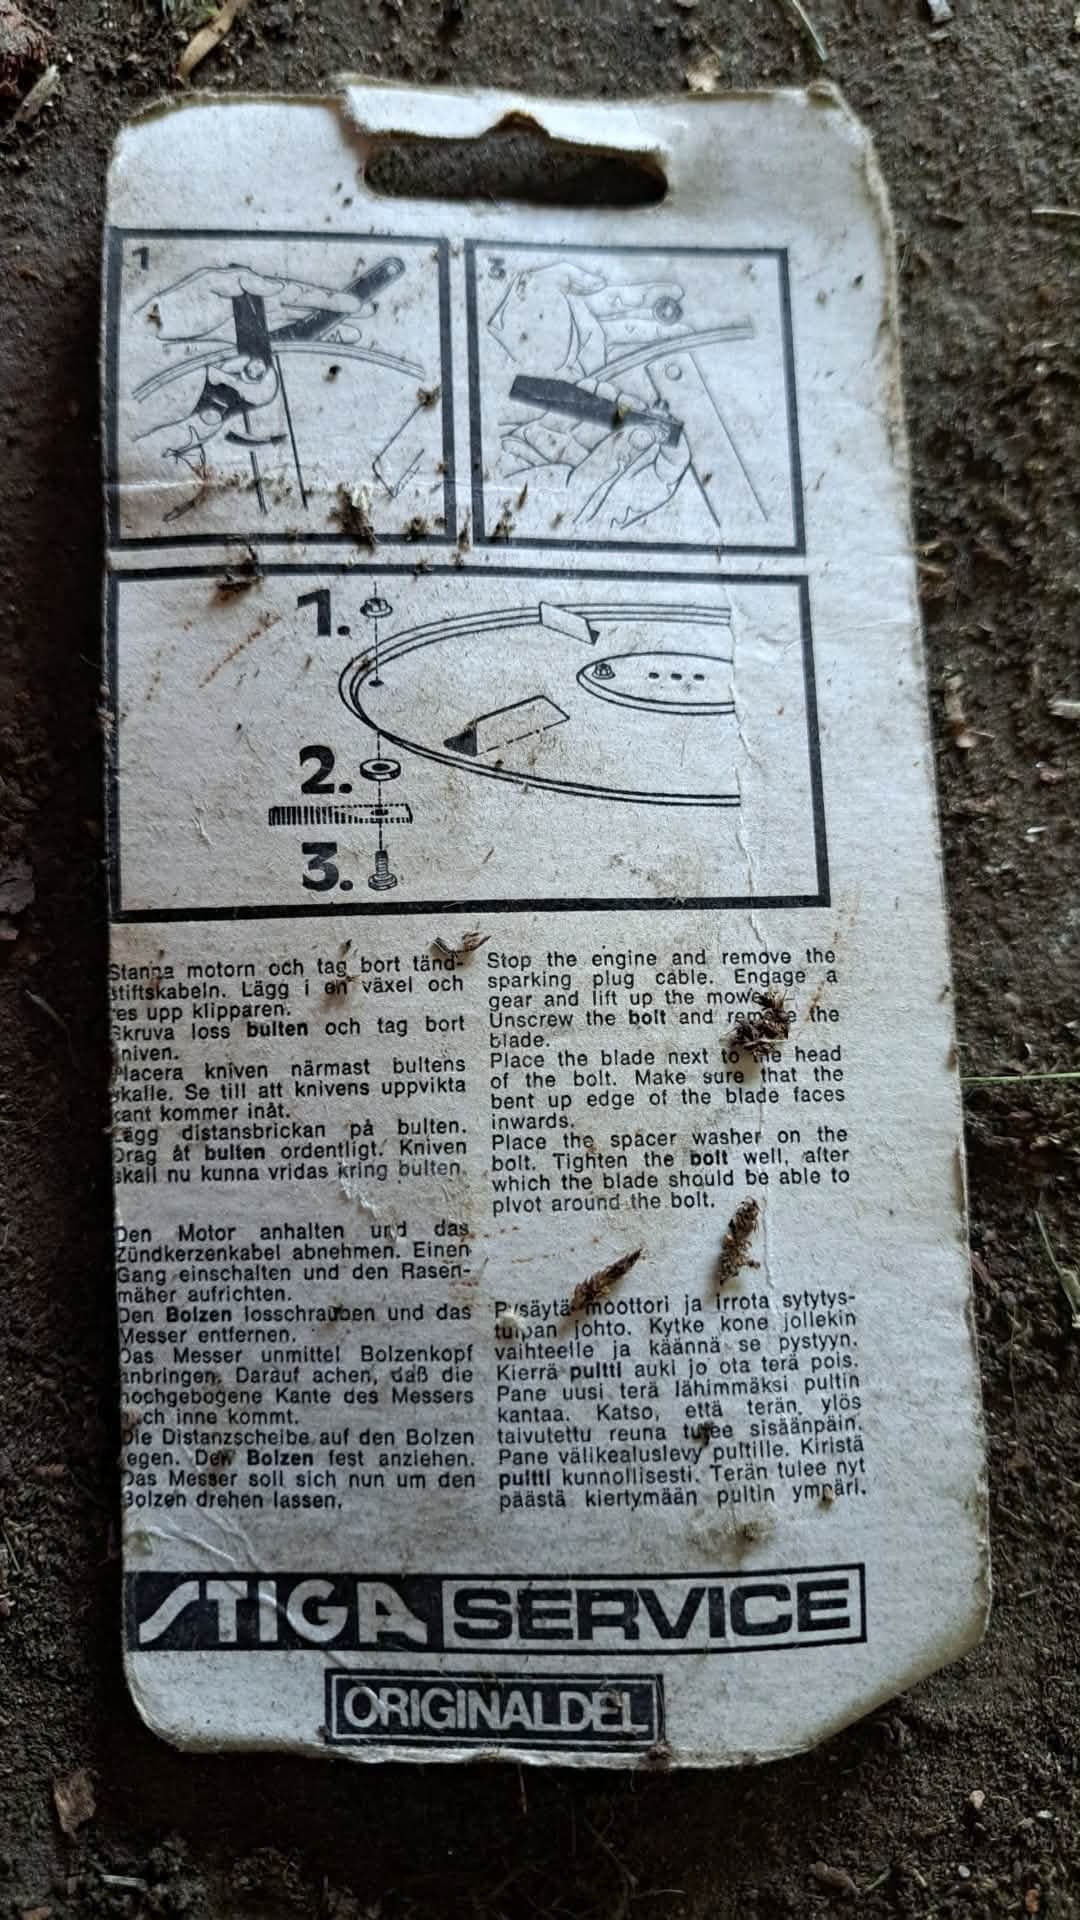 1
3
1.
2.
3.
Stanna motorn och tag bort tänd-
stiftskabeln. Lägg i en växel och
res upp klipparen.
Skruva loss bulten och tag bort
kniven.
Placera kniven närmast bultens
skalle. Se till att knivens uppvikta
kant kommer inåt.
Lägg distansbrickan på bulten.
Drag åt bulten ordentligt. Kniven
skall nu kunna vridas kring bulten.
Den Motor anhalten und das
Zündkerzenkabel abnehmen. Einen
Gang einschalten und den Rasen-
mäher aufrichten.
Den Bolzen losschrauben und das
Messer entfernen.
Das Messer unmittel Bolzenkopf
anbringen. Darauf achen, daß die
hochgebogene Kante des Messers
nach inne kommt.
Die Distanzscheibe auf den Bolzen
legen. Den Bolzen fest anziehen.
Das Messer soll sich nun um den
Bolzen drehen lassen.
Stop the engine and remove the
sparking plug cable. Engage a
gear and lift up the mower.
Unscrew the bolt and remove the
blade.
Place the blade next to the head
of the bolt. Make sure that the
bent up edge of the blade faces
inwards.
Place the spacer washer on the
bolt. Tighten the bolt well, after
which the blade should be able to
pivot around the bolt.
Pysäytä moottori ja irrota sytytys-
tulpan johto. Kytke kone jollekin
vaihteelle ja käännä se pystyyn.
Kierrä pultti auki jo ota terä pois.
Pane uusi terä lähimmäksi pultin
kantaa. Katso, että terän ylös
taivutettu reuna tulee sisäänpäin.
Pane välikealuslevy pultille. Kiristä
pultti kunnollisesti. Terän tulee nyt
päästä kiertymään pultin ympäri.
STIGA SERVICE
ORIGINALDEL